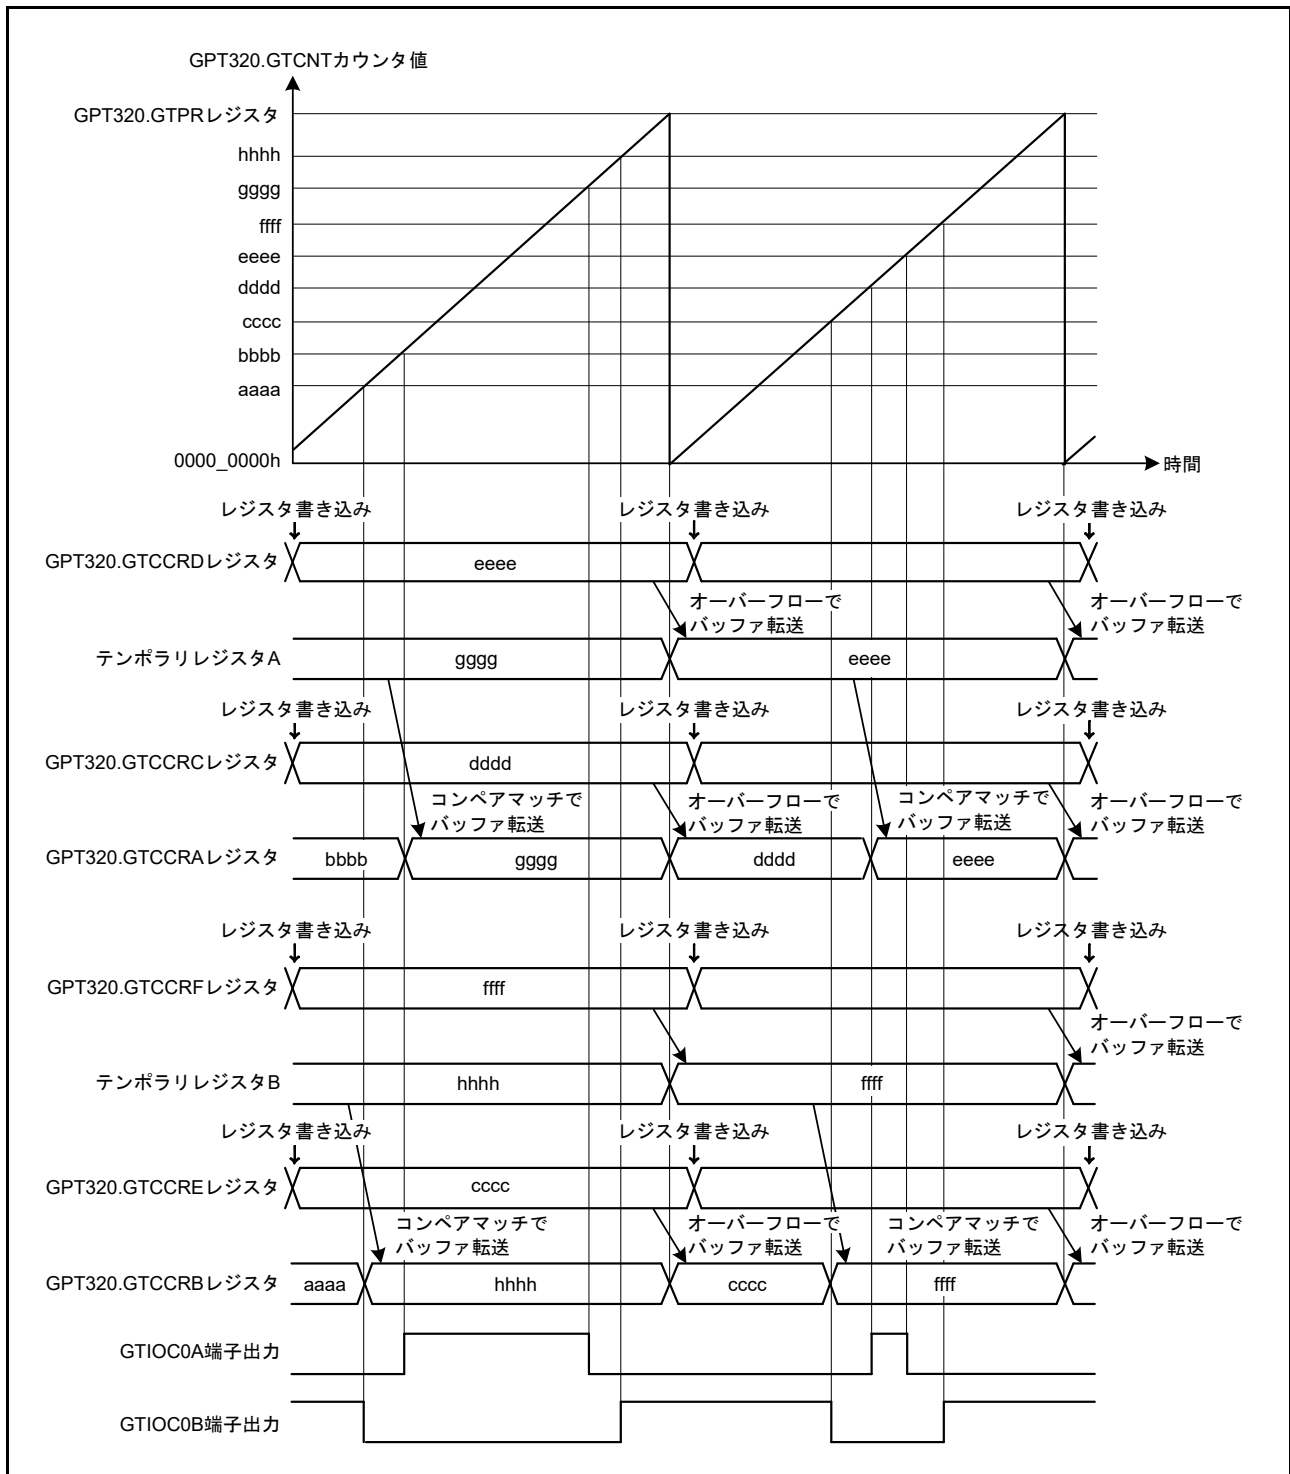 GPT320.GTCNTカウンタ値
GPT320.GTPRレジスタ
hhhh
gggg
ffff
eeee
dddd
cccc
bbbb
aaaa
0000_0000h
時間
レジスタ書き込み レジスタ書き込み レジスタ書き込み
GPT320.GTCCRDレジスタ eeee
オーバーフローで オーバーフローで
バッファ転送 バッファ転送
テンポラリレジスタA gggg eeee
レジスタ書き込み レジスタ書き込み レジスタ書き込み
GPT320.GTCCRCレジスタ dddd
コンペアマッチで オーバーフローで コンペアマッチで オーバーフローで
バッファ転送 バッファ転送 バッファ転送 バッファ転送
GPT320.GTCCRAレジスタ bbbb gggg dddd eeee
レジスタ書き込み レジスタ書き込み レジスタ書き込み
GPT320.GTCCRFレジスタ ffff
オーバーフローで
バッファ転送
テンポラリレジスタB hhhh ffff
レジスタ書き込み レジスタ書き込み レジスタ書き込み
GPT320.GTCCREレジスタ cccc
コンペアマッチで オーバーフローで コンペアマッチで オーバーフローで
バッファ転送 バッファ転送 バッファ転送 バッファ転送
GPT320.GTCCRBレジスタ aaaa hhhh cccc ffff
GTIOC0A端子出力
GTIOC0B端子出力